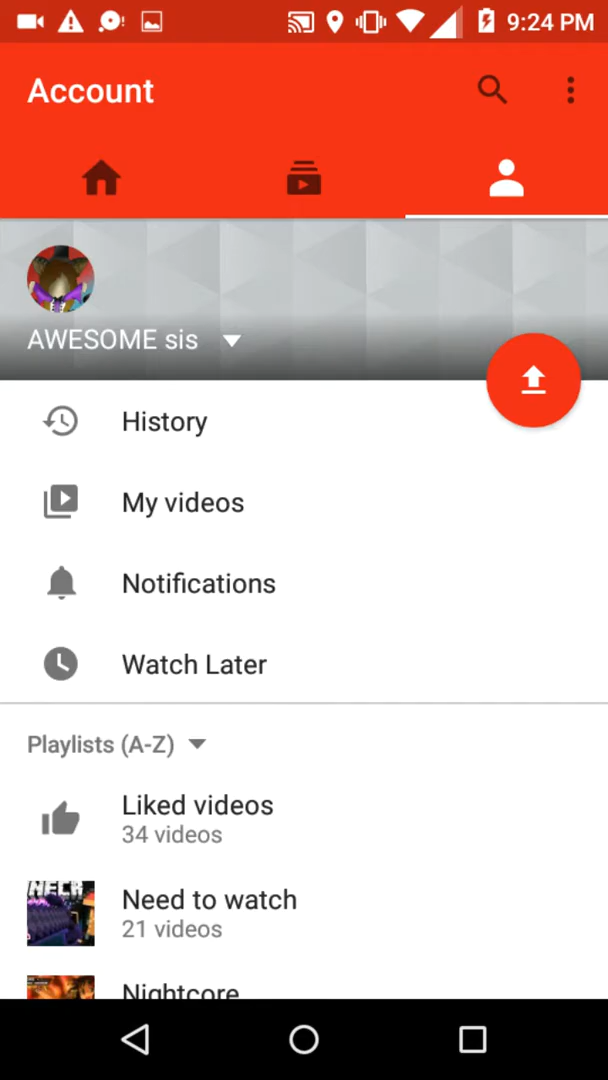 9:24 PM
Account
AWESOME sis
History
My videos
Notifications
Watch Later
Playlists (A-Z)
Liked videos
34 videos
Need to watch
21 videos
Nightcore